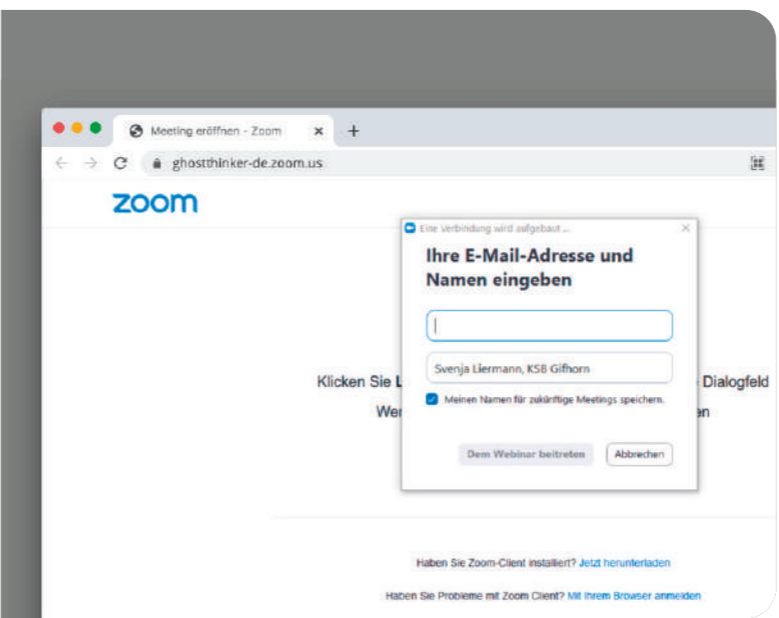 Meeting eröffnen - Zoom
ghostthinker-de.zoom.us
zoom
Eine Verbindung wird aufgebaut ...
Ihre E-Mail-Adresse und
Namen eingeben
Svenja Liermann, KSB Gifhorn
Klicken Sie L
Dialogfeld
Meinen Namen für zukünftige Meetings speichern.
Wer
en
Dem Webinar beitreten
Abbrechen
Haben Sie Zoom-Client installiert? Jetzt herunterladen
Haben Sie Probleme mit Zoom Client? Mit Ihrem Browser anmelden